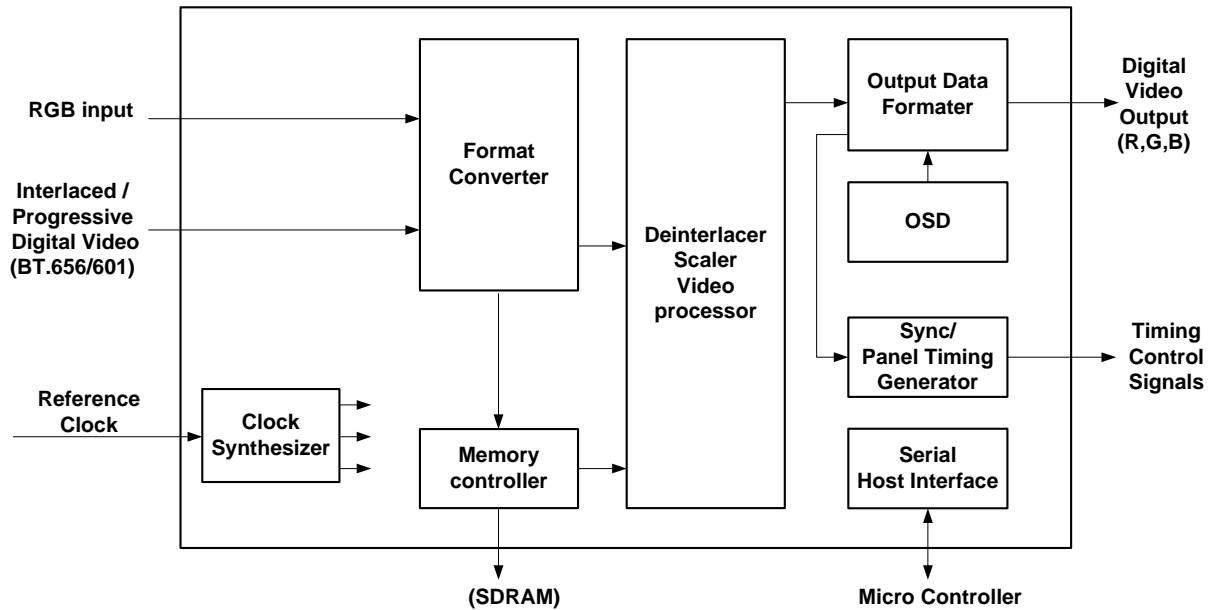 RGB input
Interlaced /
Progressive
Digital Video
(BT.656/601)
Reference
Clock
Clock
Synthesizer
Format
Converter
Memory
controller
(SDRAM)
Deinterlacer
Scaler
Video
processor
Output Data
Formater
OSD
Sync/
Panel Timing
Generator
Serial
Host Interface
Micro Controller
Digital
Video
Output
(R,G,B)
Timing
Control
Signals